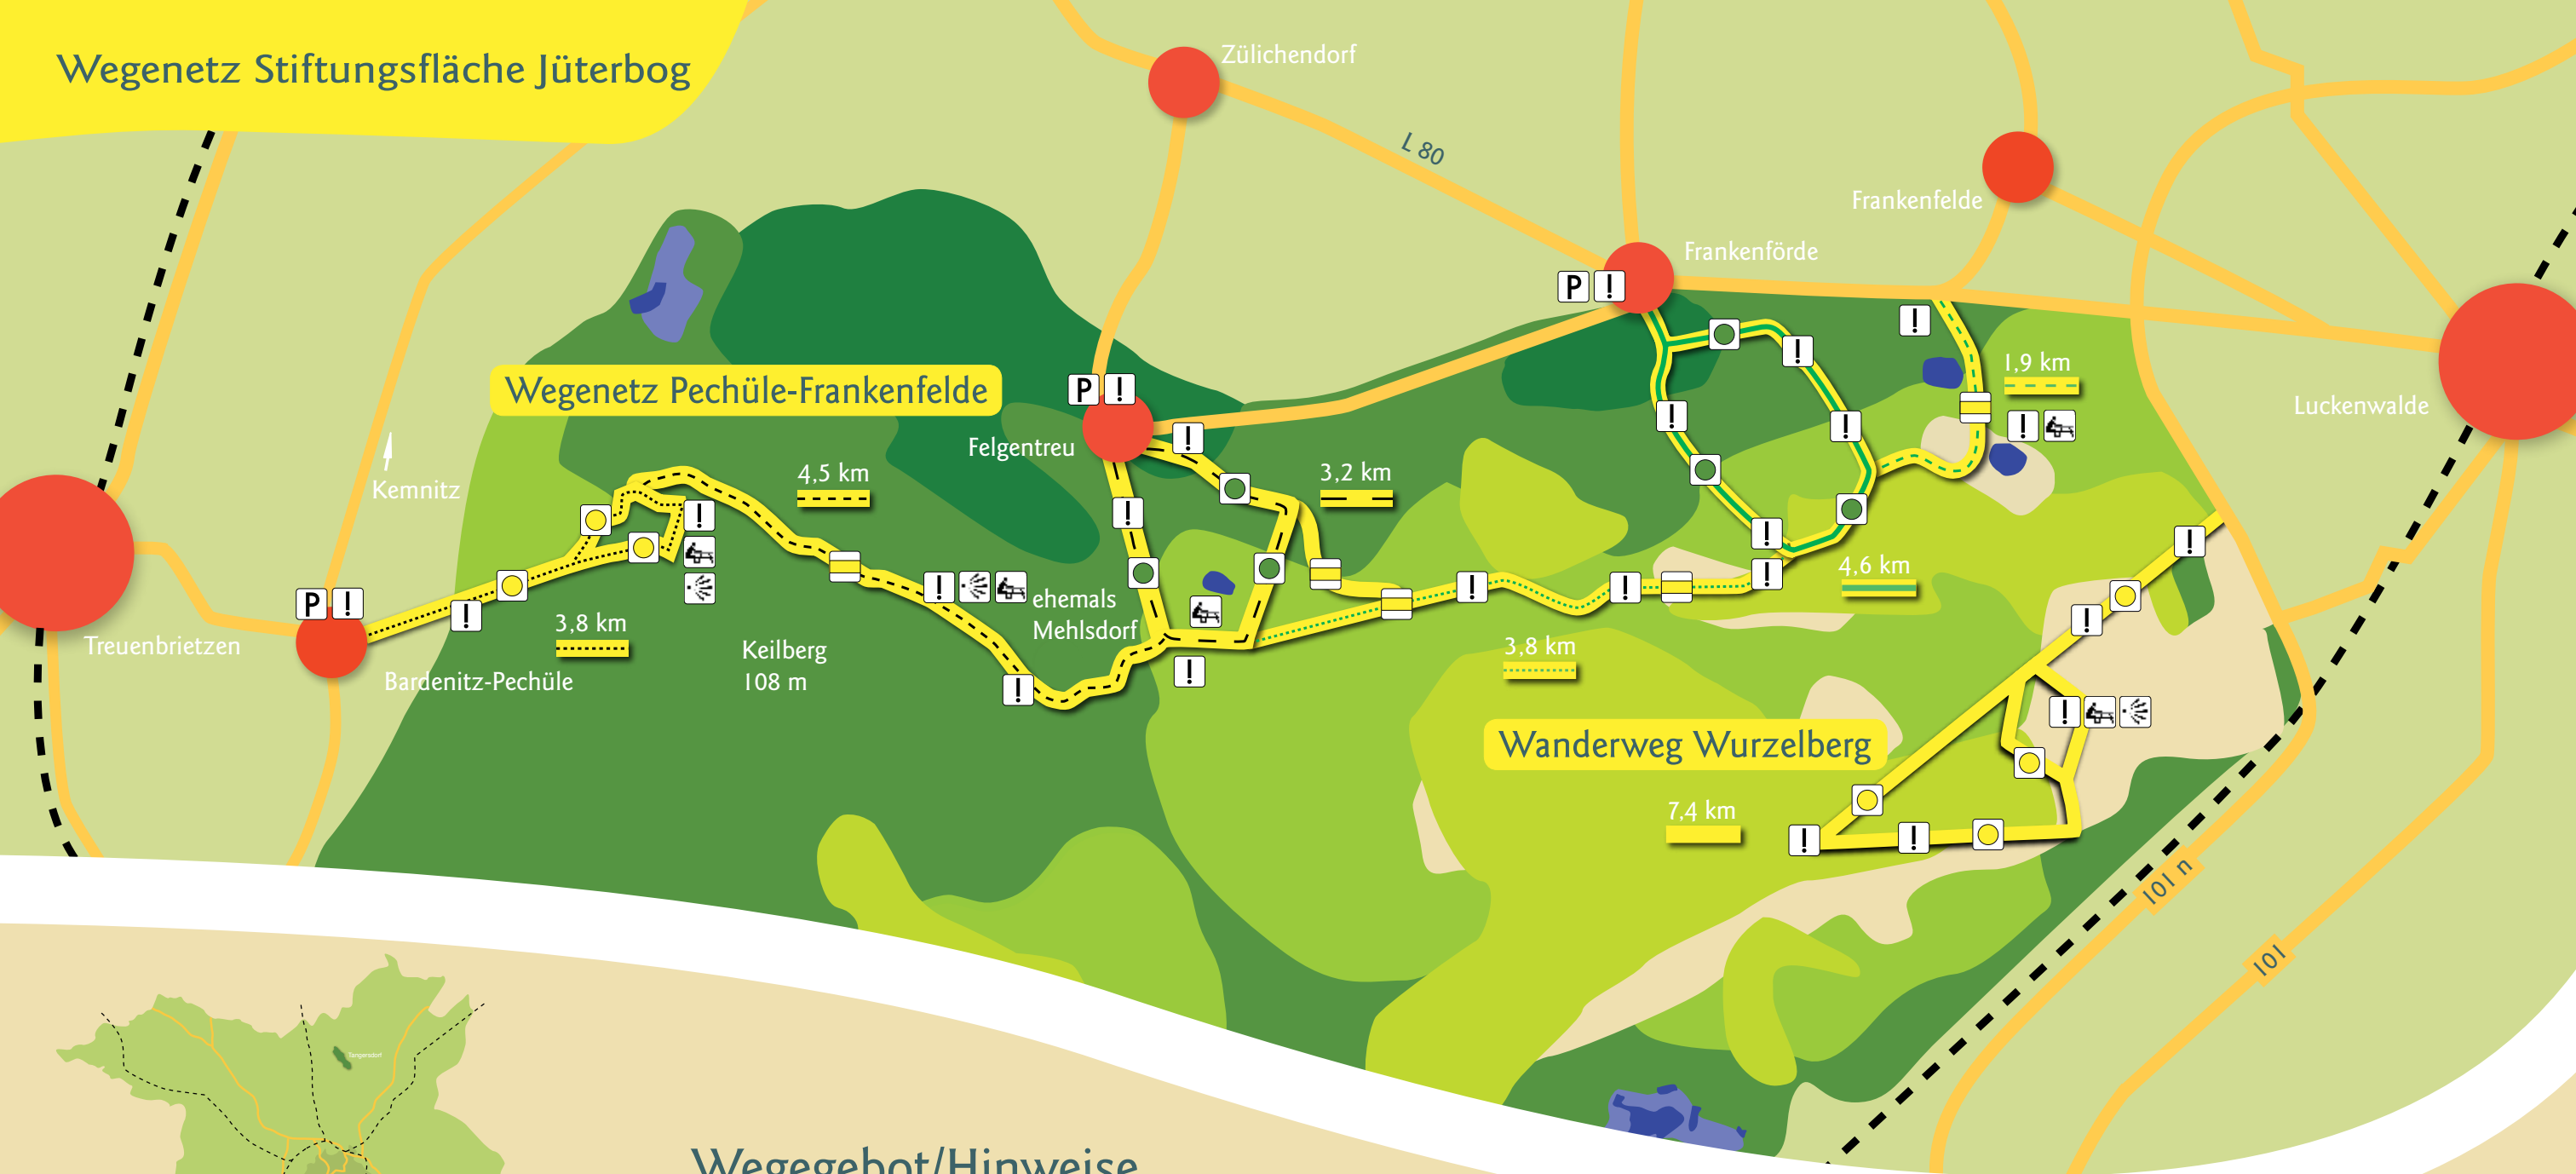 Wegenetz Stiftungsfläche Jüterbog
Zülichendorf
L 80
Frankenfelde
Frankenförde
P !
!
1,9 km
Wegenetz Pechüle-Frankenfelde
P !
Luckenwalde
Felgentreu
!
!
!
!
!
4,5 km
3,2 km
Kemnitz
!
!
!
!
4,6 km
!
!
!
!
P !
!
ehemals
Mehlsdorf
!
3,8 km
Treuenbrietzen
Keilberg
108 m
3,8 km
Bardenitz-Pechüle
!
!
!
Wanderweg Wurzelberg
7,4 km
!
!
101 n
101
Tangersdorf
Wegegebot/Hinweise